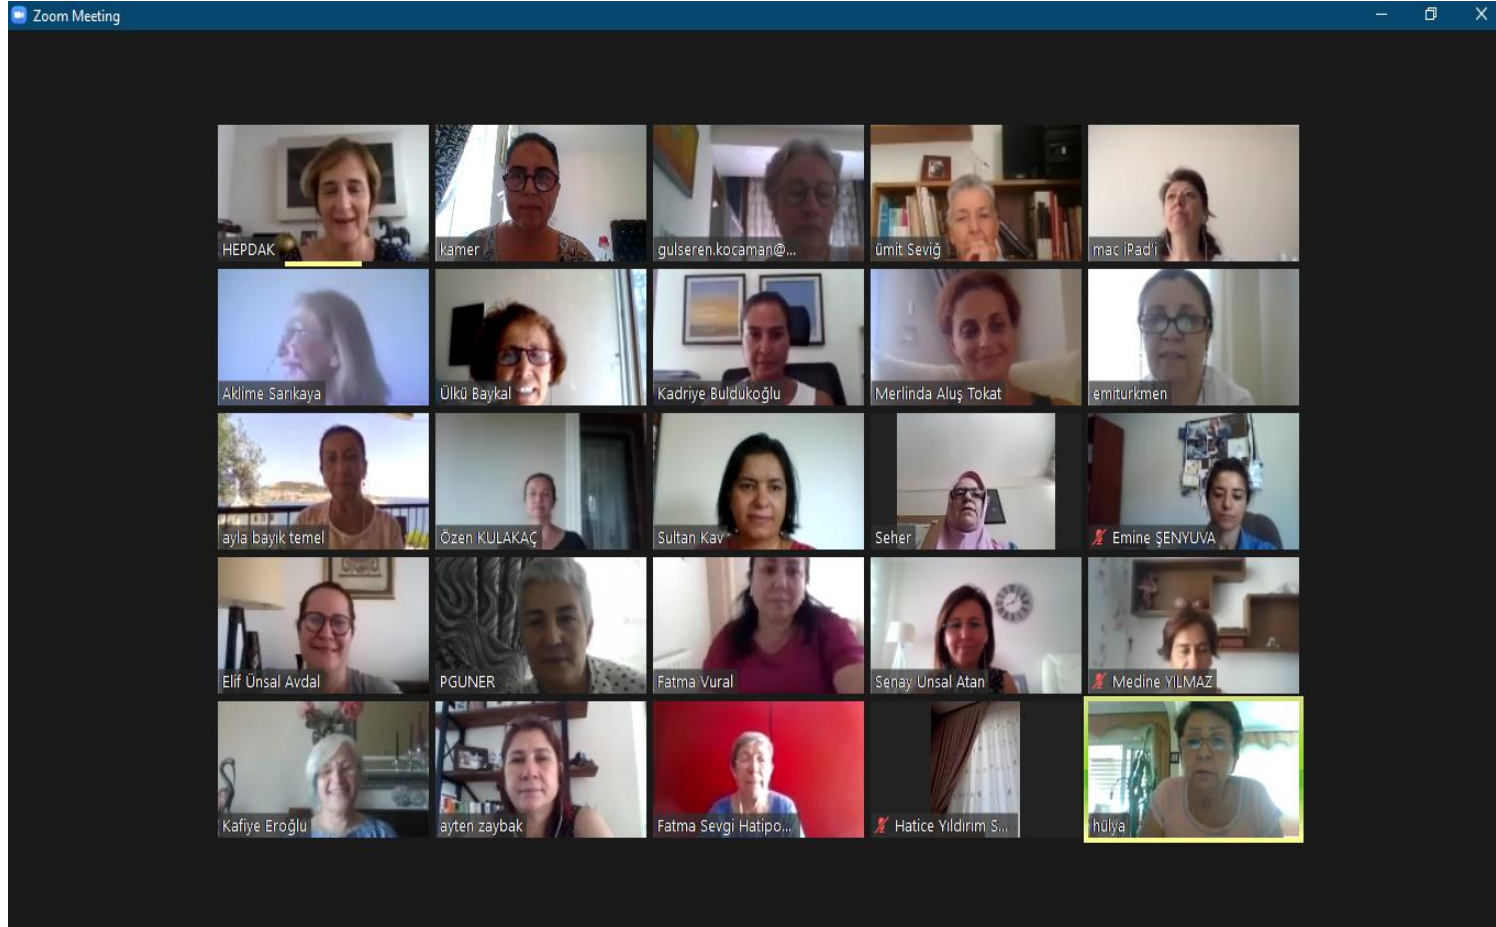 Zoom Meeting
HEPDAK
kamer
gulseren.kocaman@...
ümit Seviğ
mac iPad'i
Aklime Sarıkaya
Ülkü Baykal
Kadriye Buldukoğlu
Merlinda Aluş Tokat
emiturkmen
ayla bayık temel
Özen KULAKAÇ
Sultan Kav
Seher
Emine ŞENYUVA
Elif Ünsal Avdal
PGUNER
Fatma Vural
Senay Unsal Atan
Medine YILMAZ
Kafiye Eroğlu
ayten zaybak
Fatma Sevgi Hatipo...
Hatice Yıldırım S...
hülya